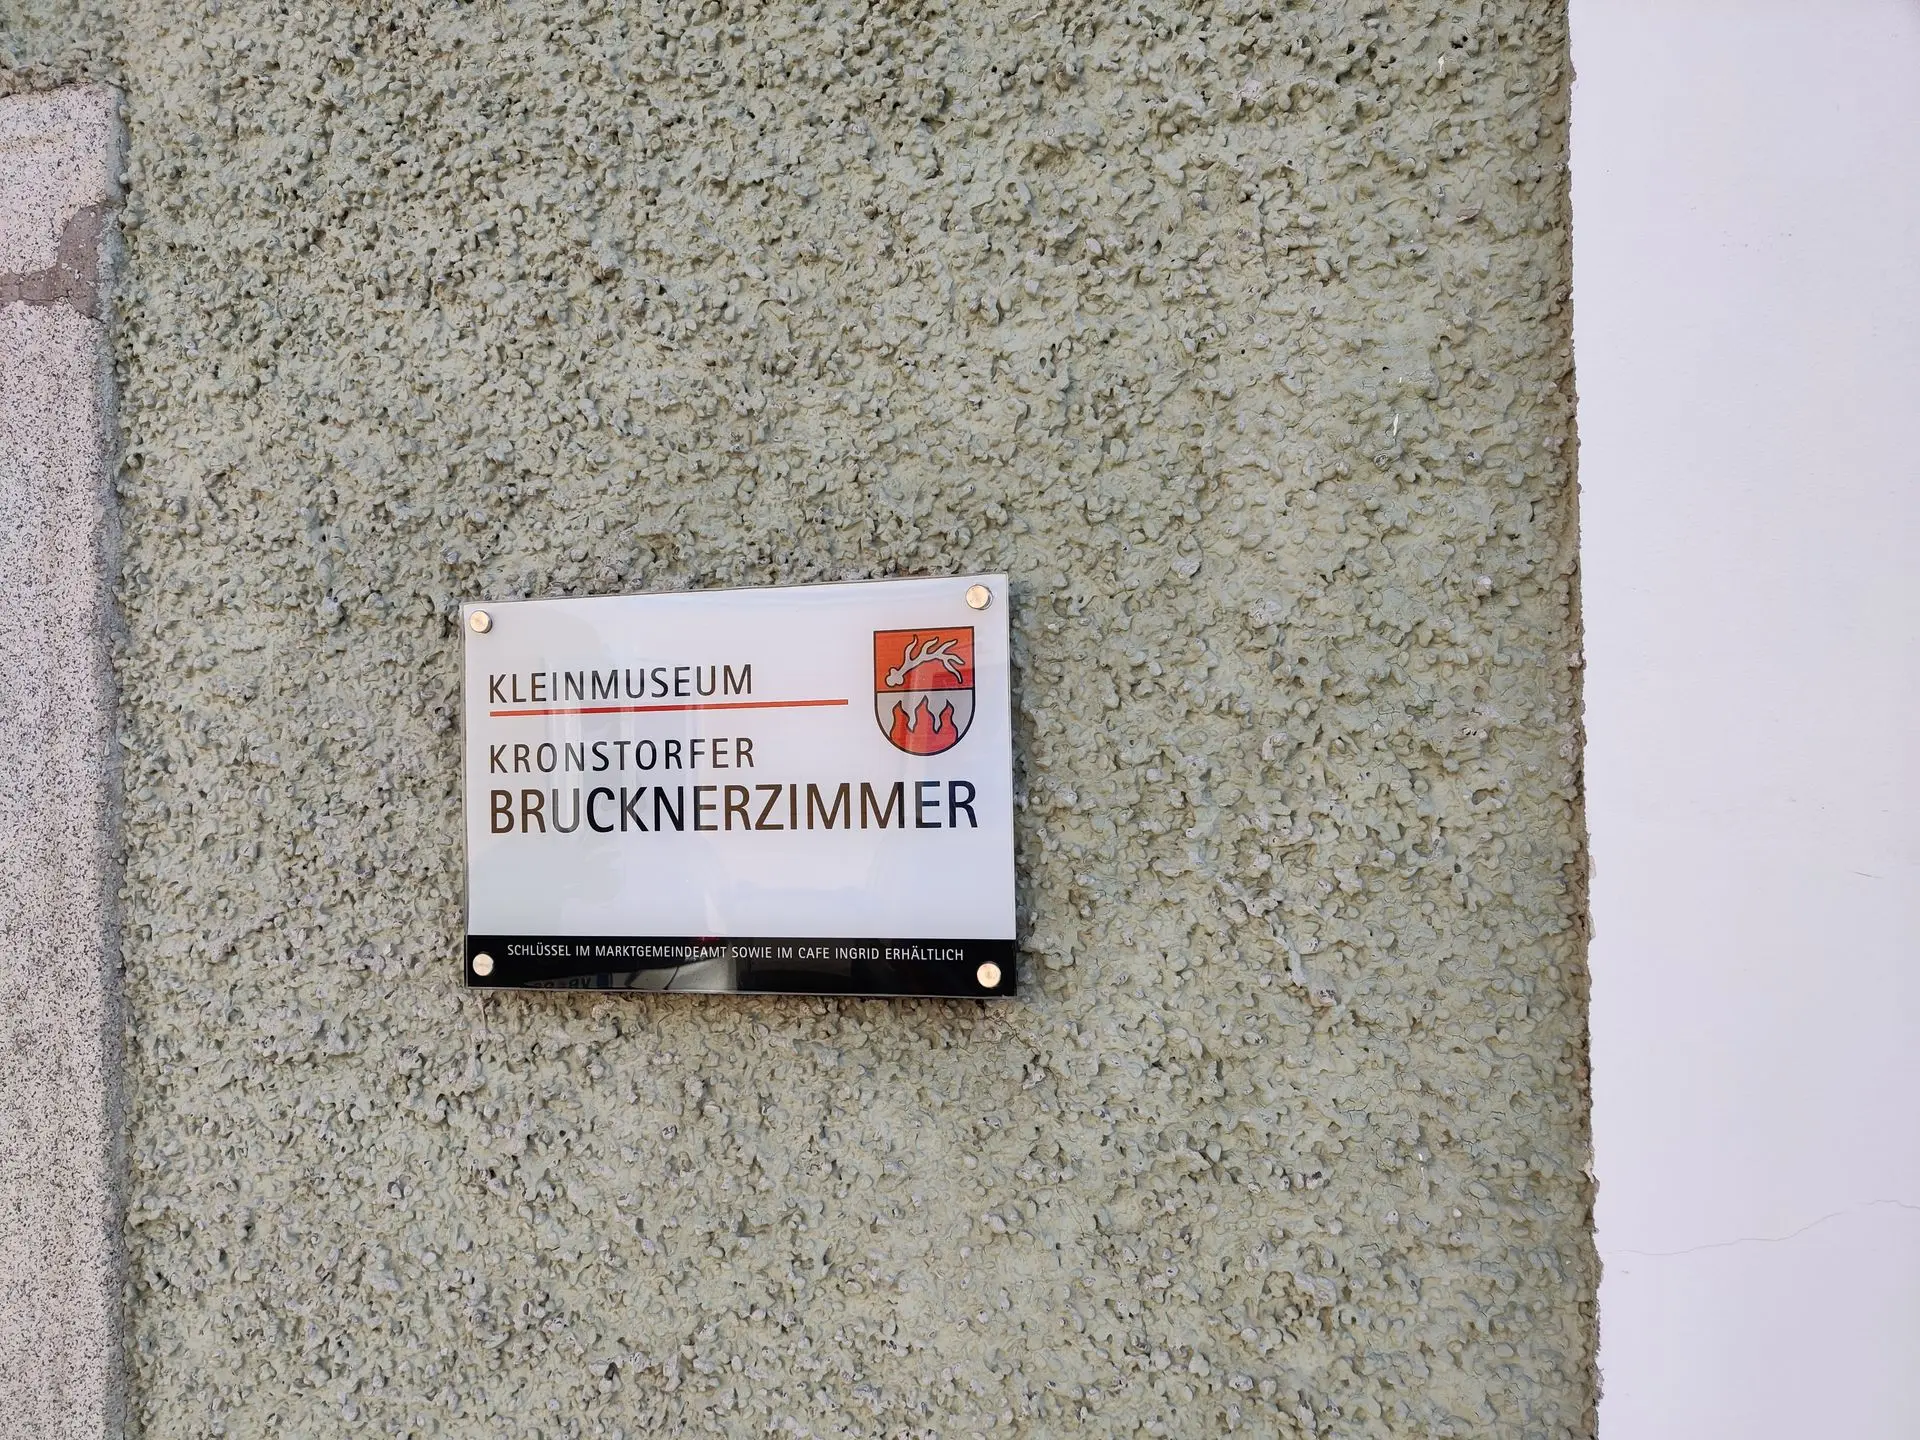 KLEINMUSEUM
KRONSTORFER
BRUCKNERZIMMER
SCHLÜSSEL IM MARKTGEMEINDEAMT SOWIE IM CAFE INGRID ERHÄLTLICH